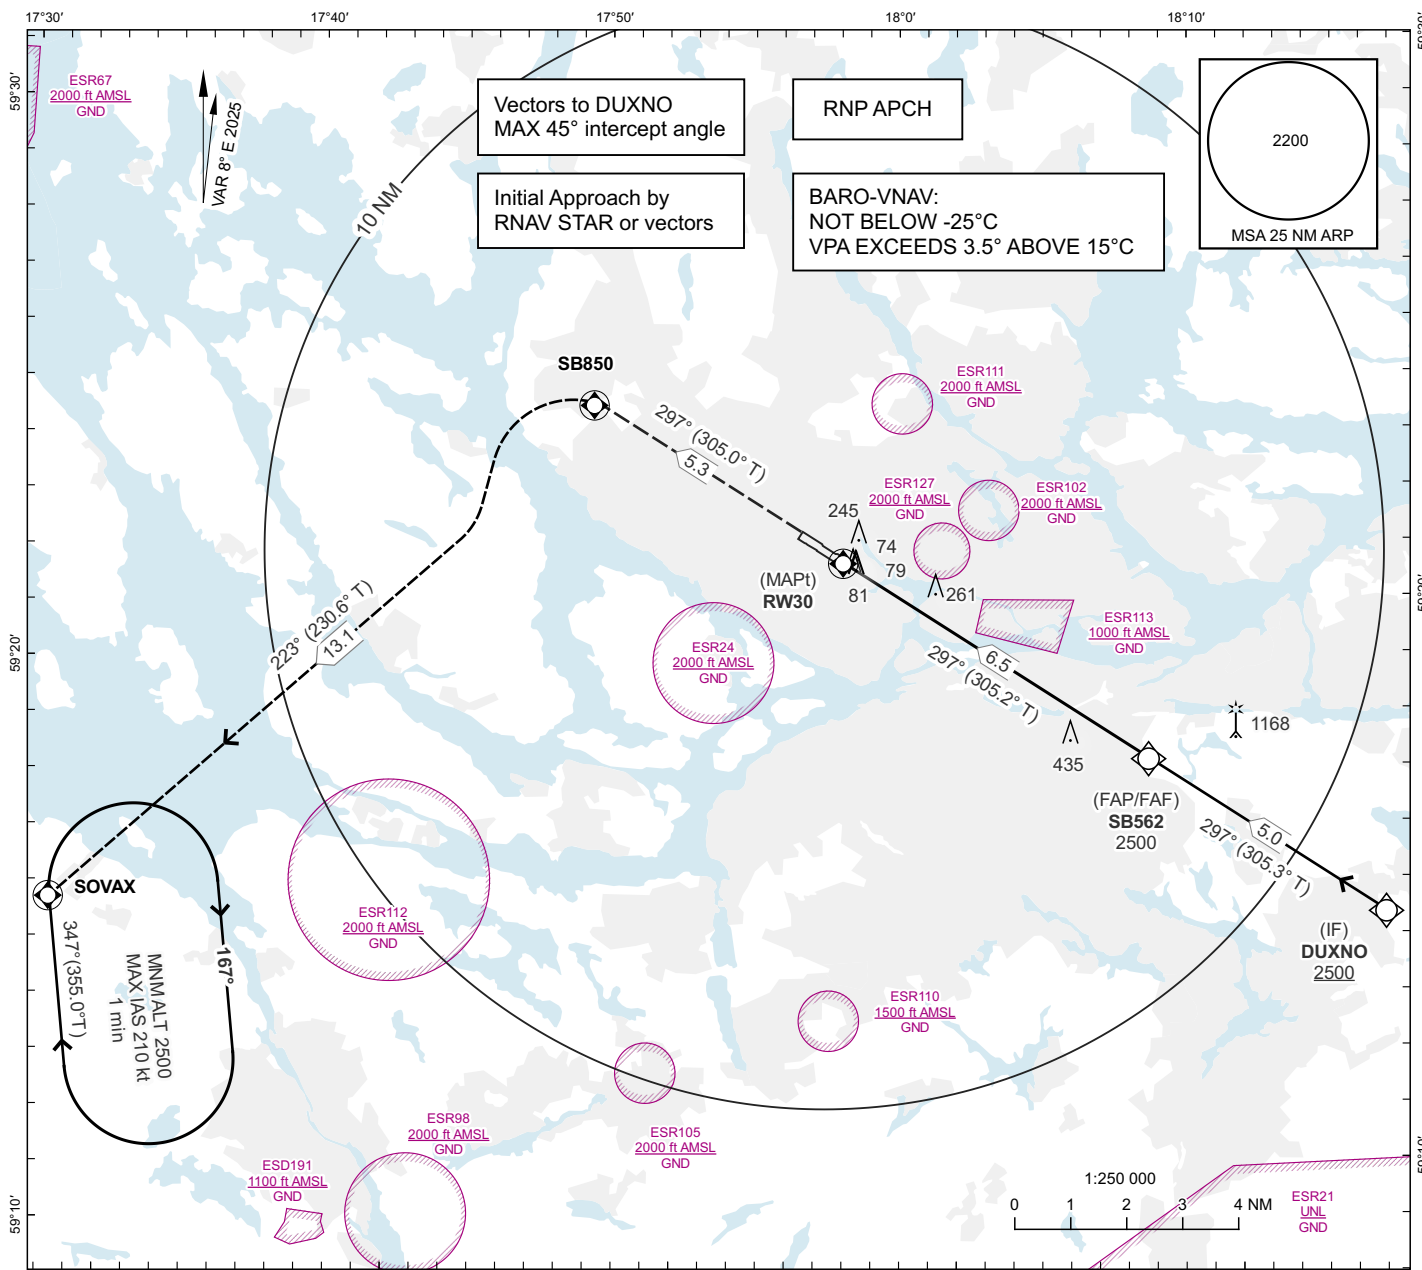 17°30′
17°40′
17°50′
18°0′
18°10′
59°30′
59°30′
ESR67
2000 ft AMSL
GND
VAR 8° E 2025
10 NM
Vectors to DUXNO
MAX 45° intercept angle
RNP APCH
2200
MSA 25 NM ARP
Initial Approach by
RNAV STAR or vectors
BARO-VNAV:
NOT BELOW -25°C
VPA EXCEEDS 3.5° ABOVE 15°C
SB850
297° (305.0° T)
5.3
ESR111
2000 ft AMSL
GND
ESR127
2000 ft AMSL
GND
ESR102
2000 ft AMSL
GND
245
74
79
81
(MAPt)
RW30
261
59°20′
59°20′
223° (230.6° T)
13.1
ESR24
2000 ft AMSL
GND
ESR113
1000 ft AMSL
GND
6.5
297° (305.2° T)
1168
435
(FAP/FAF)
SB562
2500
5.0
297° (305.3° T)
(IF)
DUXNO
2500
SOVAX
347°(355.0°T)
MNM ALT 2500
MAX IAS 210 kt
1 min
167°
ESR112
2000 ft AMSL
GND
ESR110
1500 ft AMSL
GND
ESR105
2000 ft AMSL
GND
ESR98
2000 ft AMSL
GND
ESD191
1100 ft AMSL
GND
59°10′
59°10′
1:250 000
0 1 2 3 4 NM
ESR21
UNL
GND